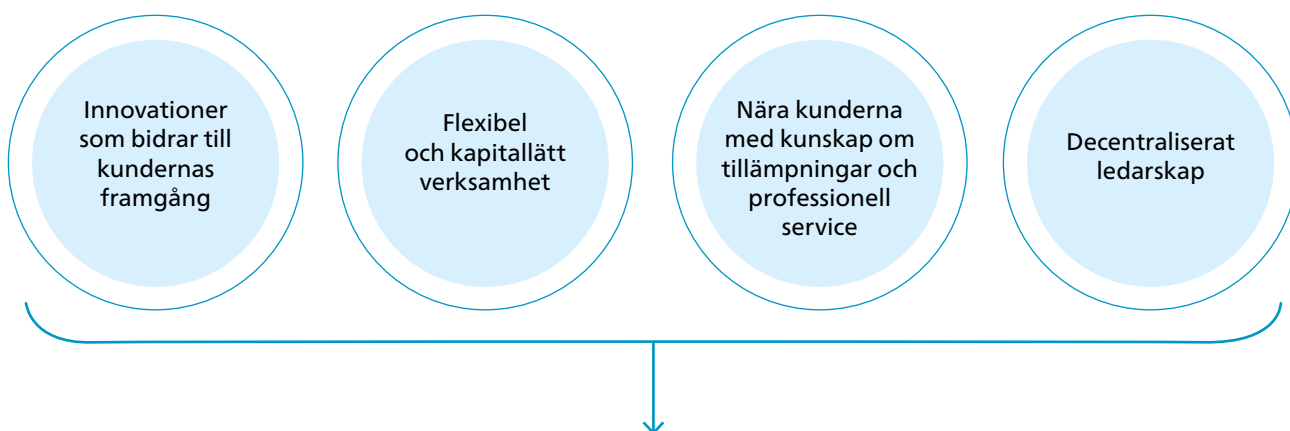 Innovationer
som bidrar till
kundernas
framgång
Flexibel
och kapitallätt
verksamhet
Nära kunderna
med kunskap om
tillämpningar och
professionell
service
Decentraliserat
ledarskap